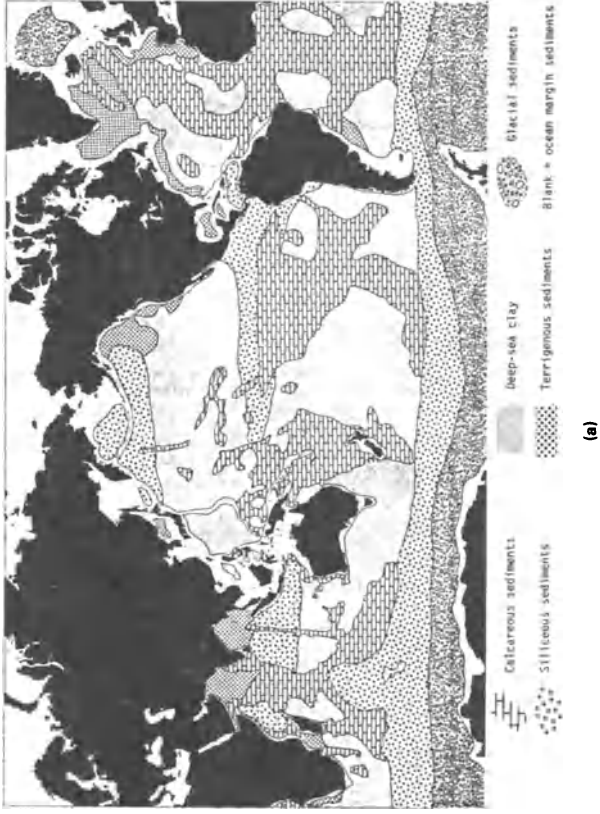 Calcareous sediments
Deep-sea clay
Glacial sediments
Siliceous sediments
Terrigenous sediments
Blank = ocean margin sediments
(a)